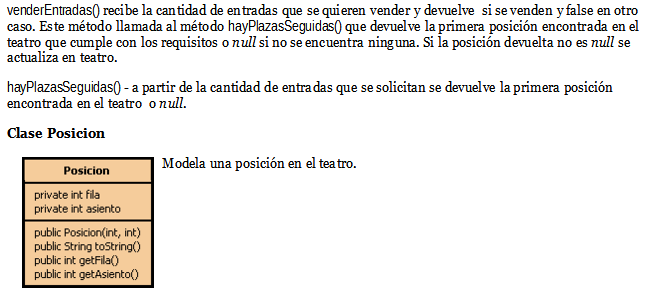 venderEntradas() recibe la cantidad de entradas que se quieren vender y devuelve si se venden y false en otro
caso. Este método llamada al método hayPlazasSeguidas() que devuelve la primera posición encontrada en el
teatro que cumple con los requisitos o null si no se encuentra ninguna. Si la posición devuelta no es null se
actualiza en teatro.
hayPlazasSeguidas() - a partir de la cantidad de entradas que se solicitan se devuelve la primera posición
encontrada en el teatro o null.
Clase Posicion
Modela una posición en el teatro.
Posicion
private int fila
private int asiento
public Posicion(int, int)
public String toString()
public int getFila()
public int getAsiento()